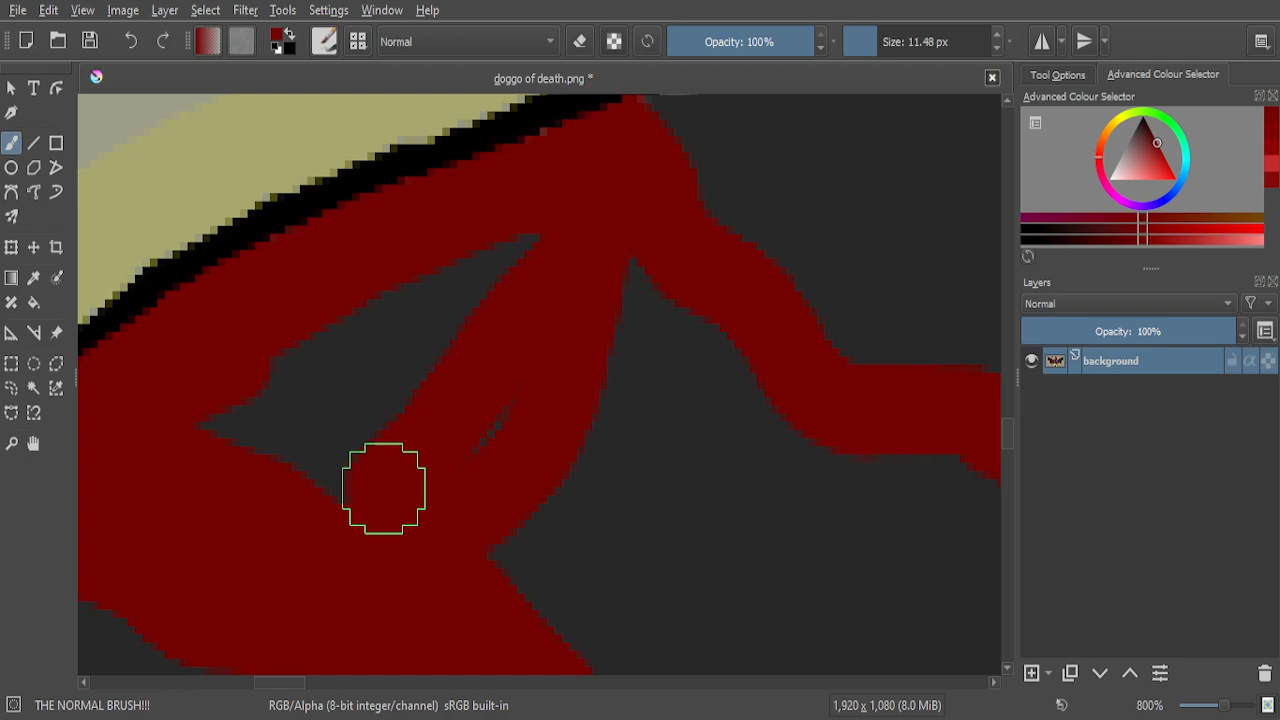 File Edit View Image Layer Select Filter Tools Settings Window Help
Normal Opacity: 100% Size: 11.48 px
doggo of death.png *
Tool Options Advanced Colour Selector
Advanced Colour Selector
Layers
Normal
Opacity: 100%
background
THE NORMAL BRUSH!!! RGB/Alpha (8-bit integer/channel) sRGB built-in 1,920 x 1,080 (8.0 MiB) 800%